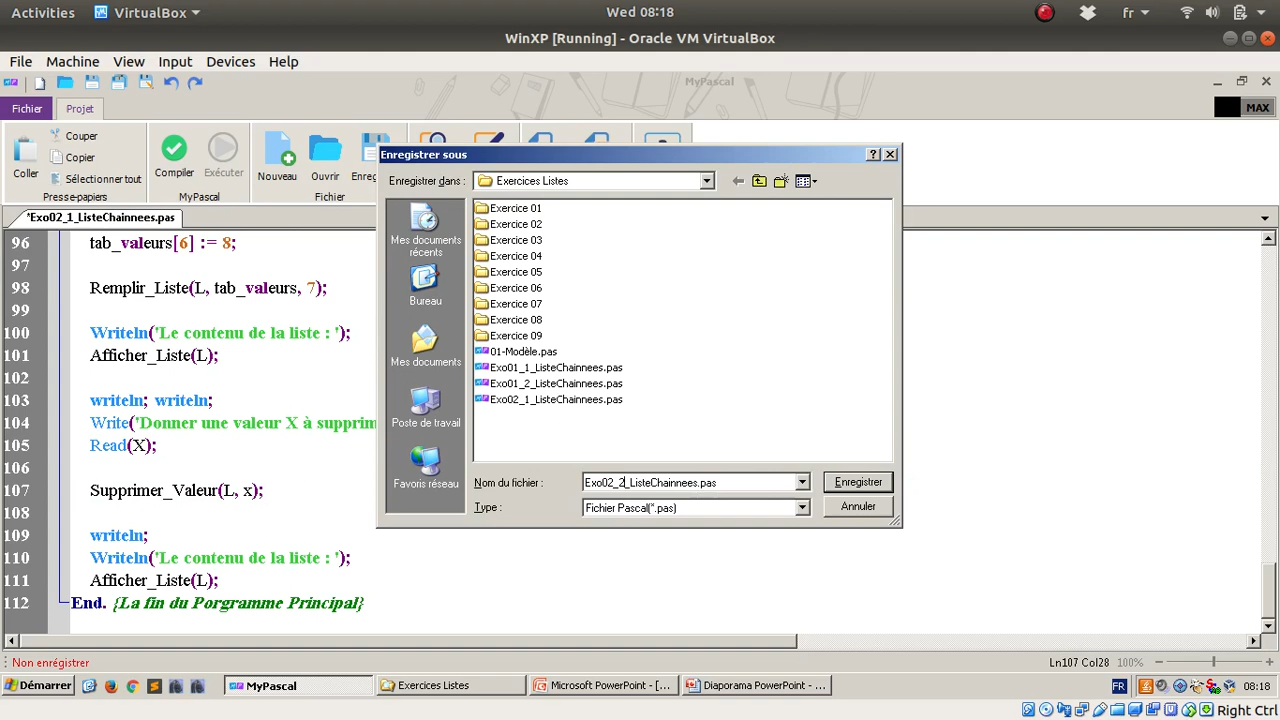 Activities VirtualBox Wed 08:18 fr
WinXP [Running] - Oracle VM VirtualBox
File Machine View Input Devices Help
MyPascal
Fichier Projet MAX
Couper
Copier
Sélectionner tout
Coller
Presse-papiers
Compiler Exécuter
MyPascal
Nouveau Ouvrir
Fichier
*Exo02_1_ListeChainnees.pas
96 tab_valeurs[6] := 8;
97
98 Remplir_Liste(L, tab_valeurs, 7);
99
100 Writeln('Le contenu de la liste : ');
101 Afficher_Liste(L);
102
103 writeln; writeln;
104 Write('Donner une valeur X à
105 Read(X);
106
107 Supprimer_Valeur(L, x);
108
109 writeln;
110 Writeln('Le contenu de la liste : ');
111 Afficher_Liste(L);
112 End. {La fin du Porgramme Principal}
Enregistrer sous
Enregistrer dans : Exercices Listes
Mes documents récents
Bureau
Mes documents
Poste de travail
Favoris réseau
Exercice 01
Exercice 02
Exercice 03
Exercice 04
Exercice 05
Exercice 06
Exercice 07
Exercice 08
Exercice 09
01-Modèle.pas
Exo01_1_ListeChainnees.pas
Exo01_2_ListeChainnees.pas
Exo02_1_ListeChainnees.pas
Nom du fichier : Exo02_2_ListeChainnees.pas Enregistrer
Type : Fichier Pascal(*.pas) Annuler
Non enrégistrer Ln107 Col28 100%
Démarrer MyPascal Exercices Listes Microsoft PowerPoint - [... Diaporama PowerPoint - ... FR 08:18
Right Ctrl